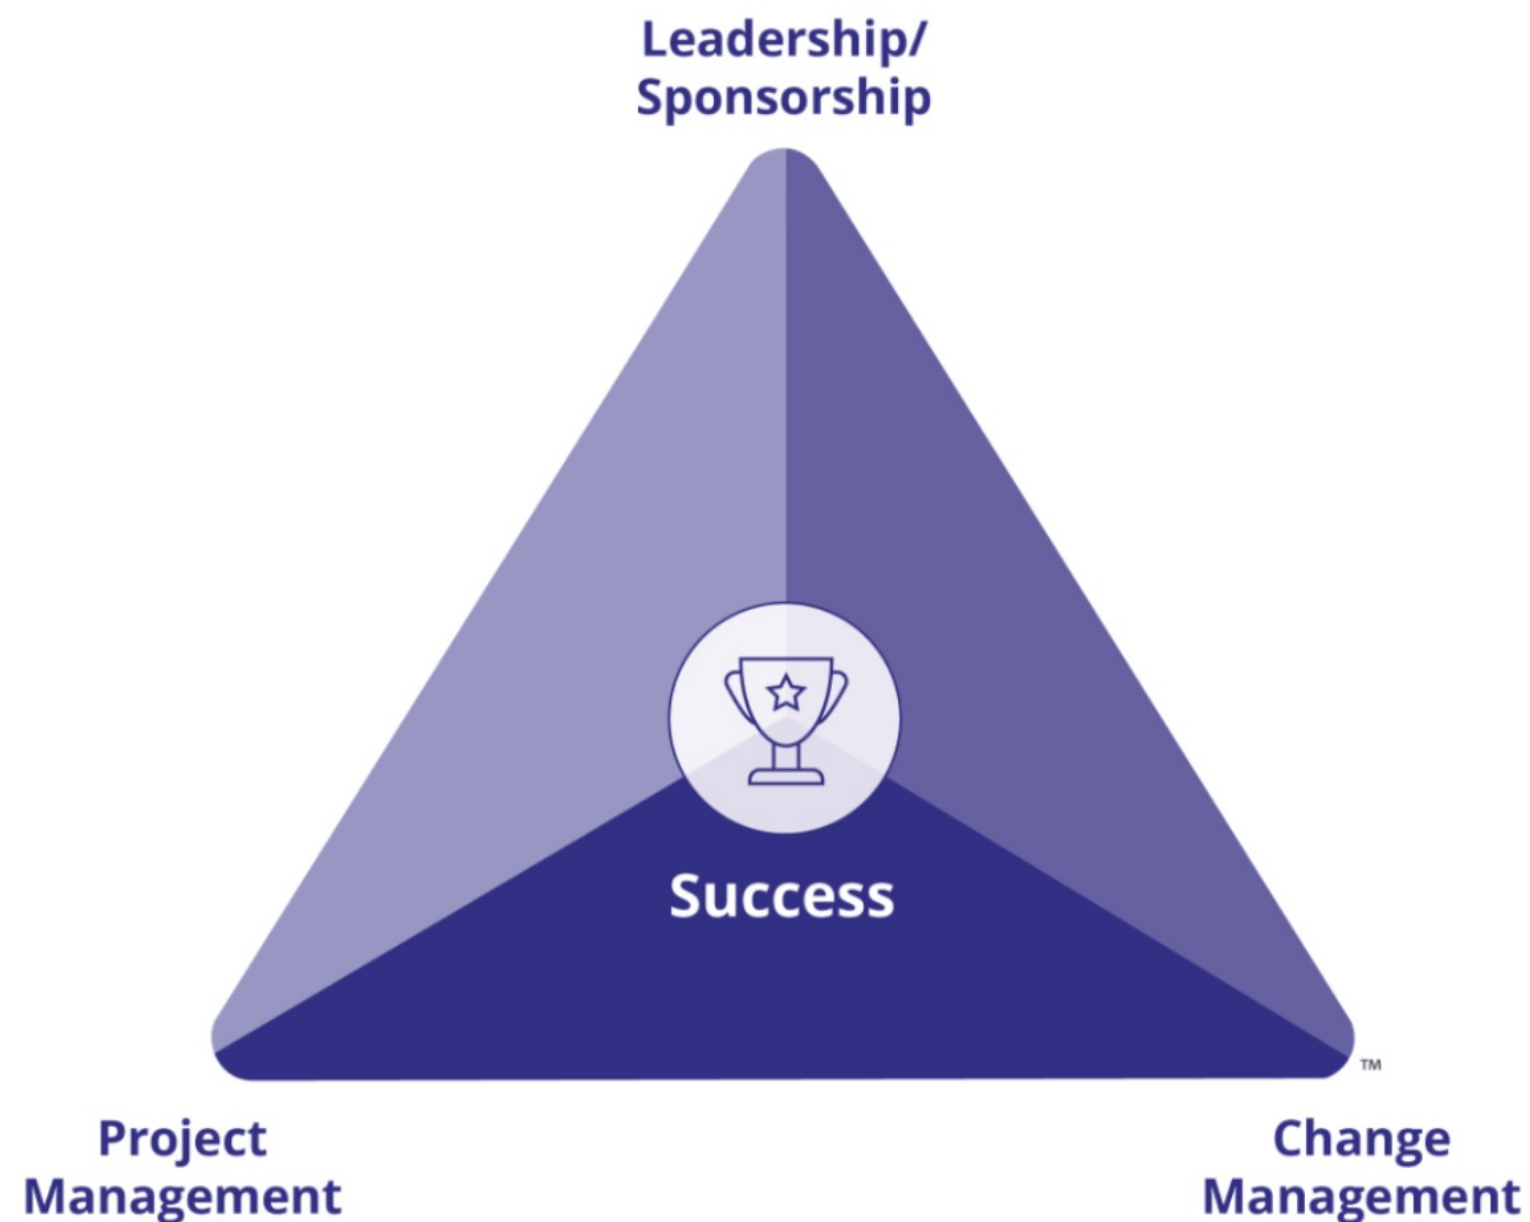 Leadership/
Sponsorship
Success
TM
Project
Management
Change
Management